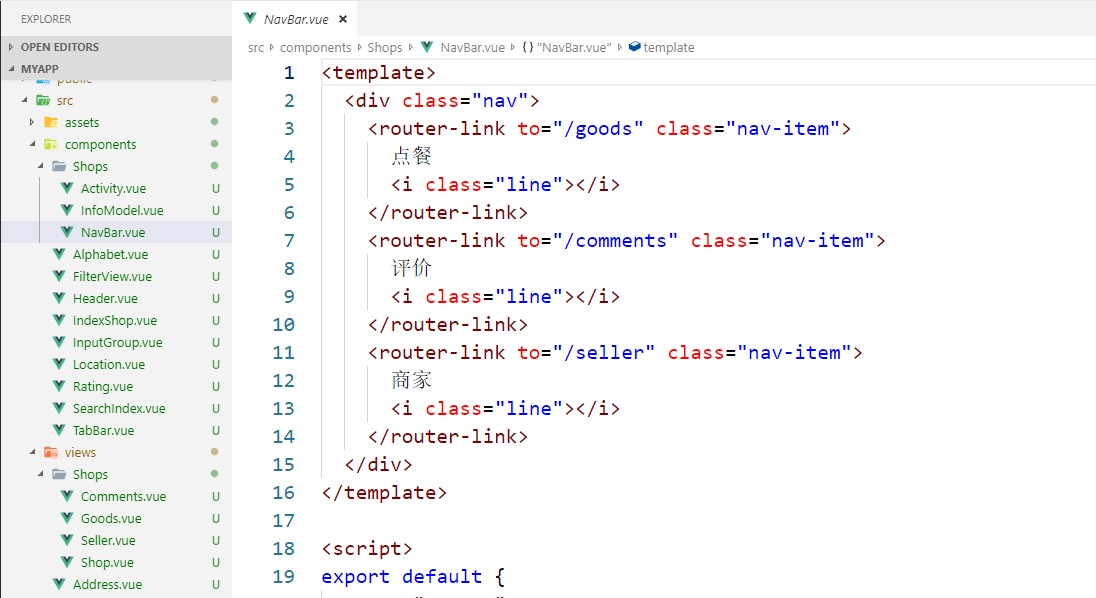 EXPLORER
OPEN EDITORS
MYAPP
public
src
assets
components
Shops
Activity.vue U
InfoModel.vue U
NavBar.vue U
Alphabet.vue U
FilterView.vue U
Header.vue U
IndexShop.vue U
InputGroup.vue U
Location.vue U
Rating.vue U
SearchIndex.vue U
TabBar.vue U
views
Shops
Comments.vue U
Goods.vue U
Seller.vue U
Shop.vue U
Address.vue U
NavBar.vue ×
src components Shops NavBar.vue {} "NavBar.vue" template
1 <template>
2 <div class="nav">
3 <router-link to="/goods" class="nav-item">
4 点餐
5 <i class="line"></i>
6 </router-link>
7 <router-link to="/comments" class="nav-item">
8 评价
9 <i class="line"></i>
10 </router-link>
11 <router-link to="/seller" class="nav-item">
12 商家
13 <i class="line"></i>
14 </router-link>
15 </div>
16 </template>
17
18 <script>
19 export default {